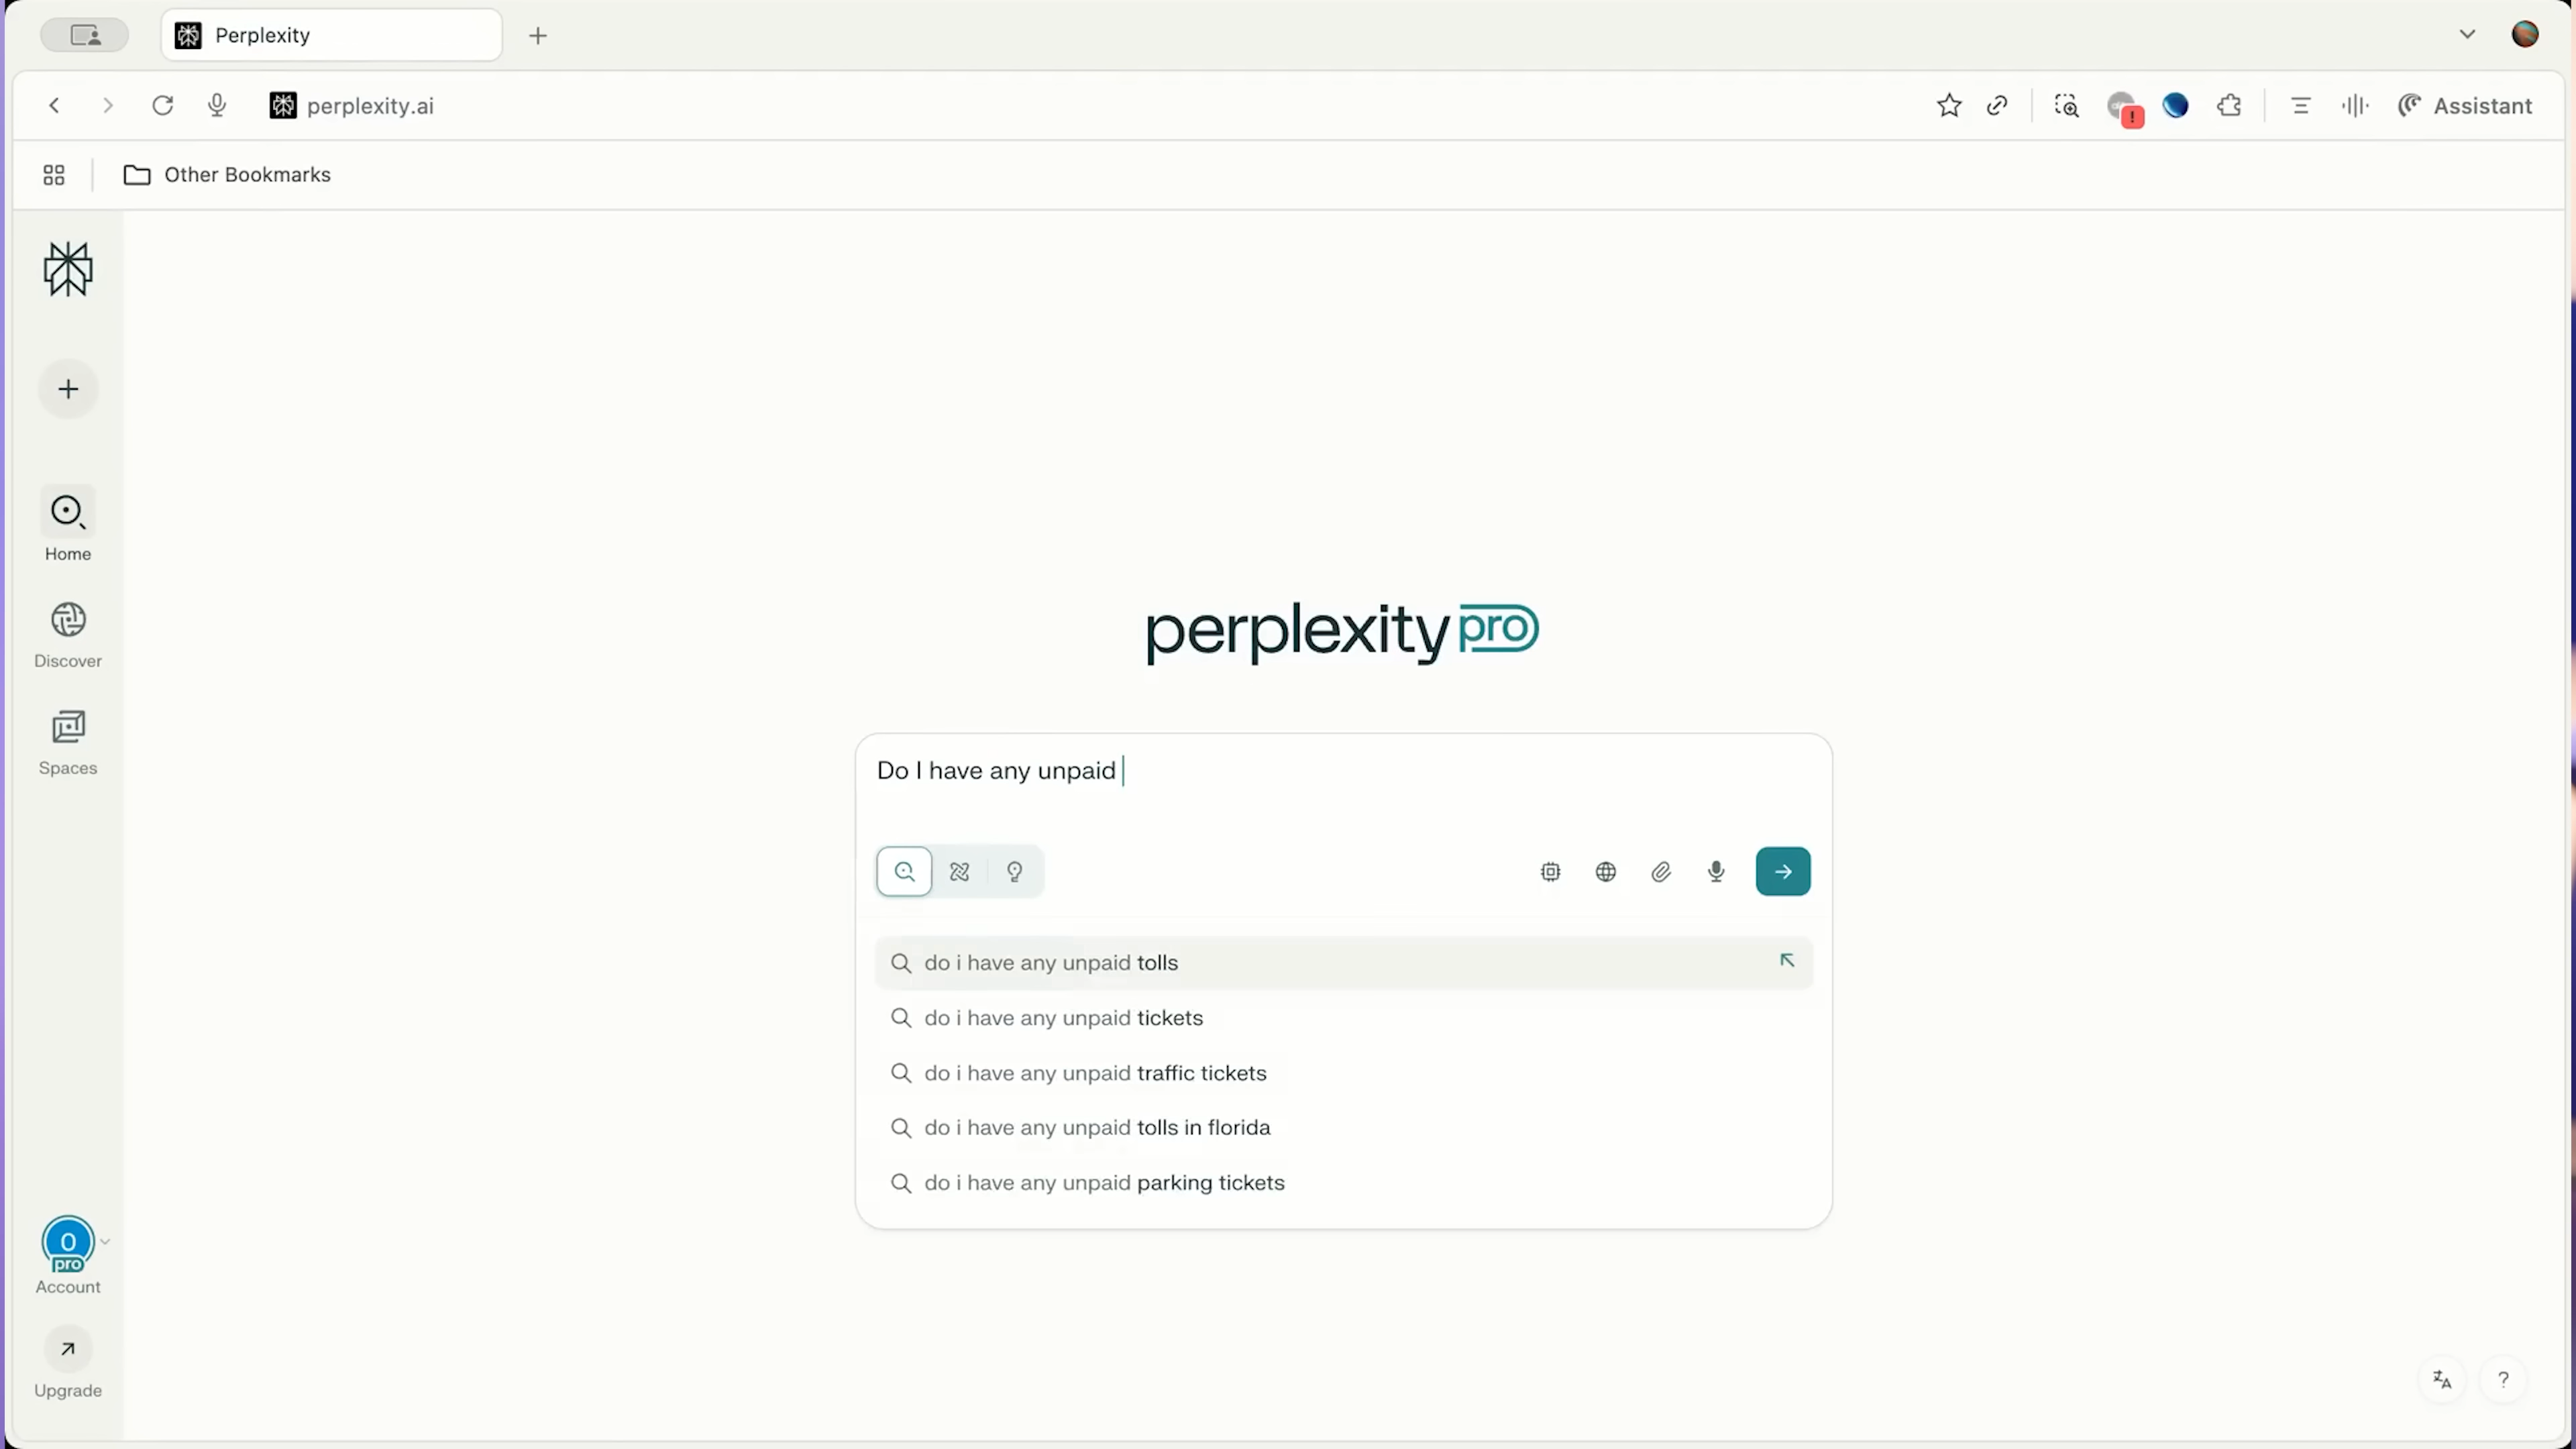 Perplexity
perplexity.ai
Assistant
Other Bookmarks
Home
Discover
Spaces
perplexity pro
Do I have any unpaid
do i have any unpaid tolls
do i have any unpaid tickets
do i have any unpaid traffic tickets
do i have any unpaid tolls in florida
do i have any unpaid parking tickets
O
pro
Account
Upgrade
?